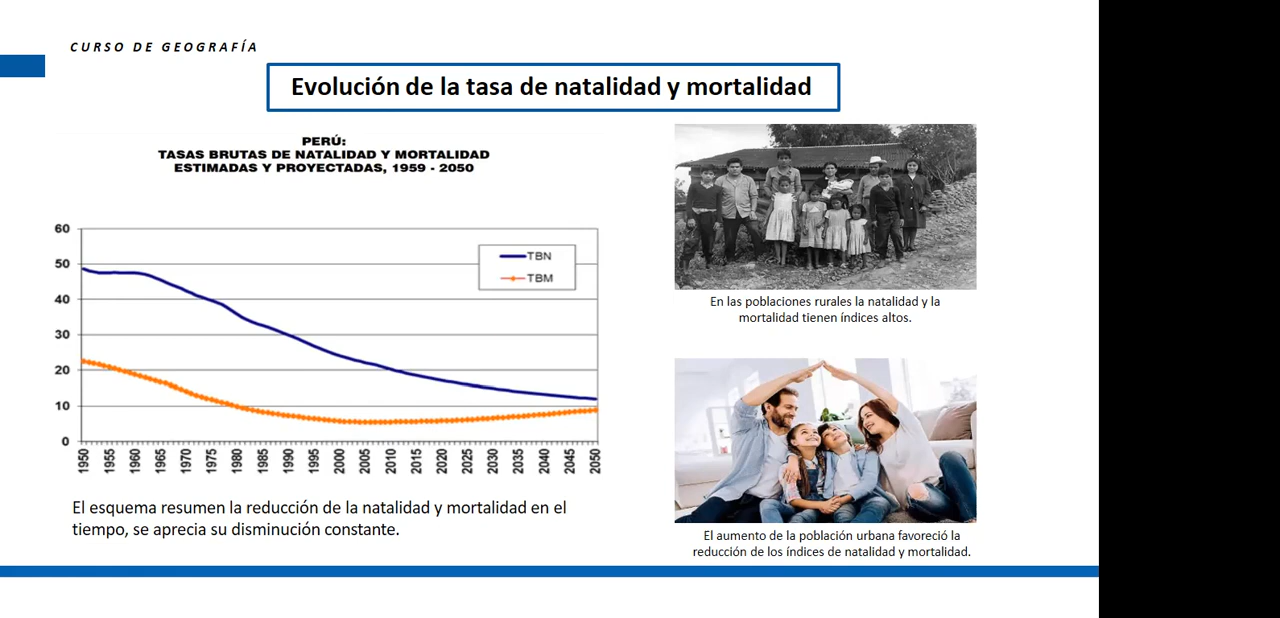 CURSO DE GEOGRAFÍA
Evolución de la tasa de natalidad y mortalidad
PERÚ:
TASAS BRUTAS DE NATALIDAD Y MORTALIDAD
ESTIMADAS Y PROYECTADAS, 1959 - 2050
60
50
40
30
20
10
0
TBN
TBM
1950 1955 1960 1965 1970 1975 1980 1985 1990 1995 2000 2005 2010 2015 2020 2025 2030 2035 2040 2045 2050
El esquema resumen la reducción de la natalidad y mortalidad en el
tiempo, se aprecia su disminución constante.
En las poblaciones rurales la natalidad y la
mortalidad tienen índices altos.
El aumento de la población urbana favoreció la
reducción de los índices de natalidad y mortalidad.